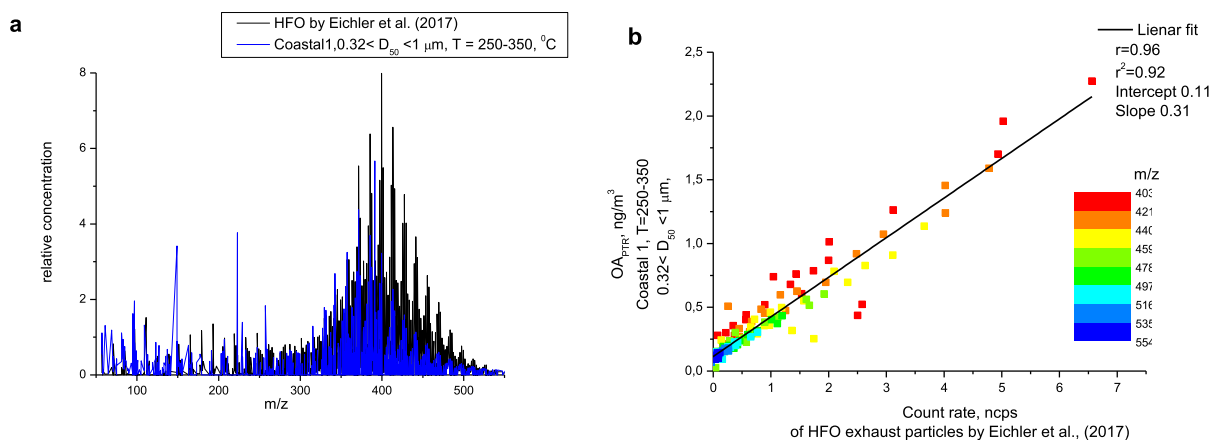 a
HFO by Eichler et al. (2017)
Coastal1,0.32< D50 <1 μm, T = 250-350, ⁰C
8
6
4
2
0
relative concentration
100
200
300
400
500
m/z
b
Lienar fit
r=0.96
r²=0.92
Intercept 0.11
Slope 0.31
2,5
2,0
1,5
1,0
0,5
0,0
OAPTR, ng/m³
Coastal 1, T=250-350
0.32< D50 <1 μm,
m/z
403
421
440
459
478
497
516
535
554
0
1
2
3
4
5
6
7
Count rate, ncps
of HFO exhaust particles by Eichler et al., (2017)